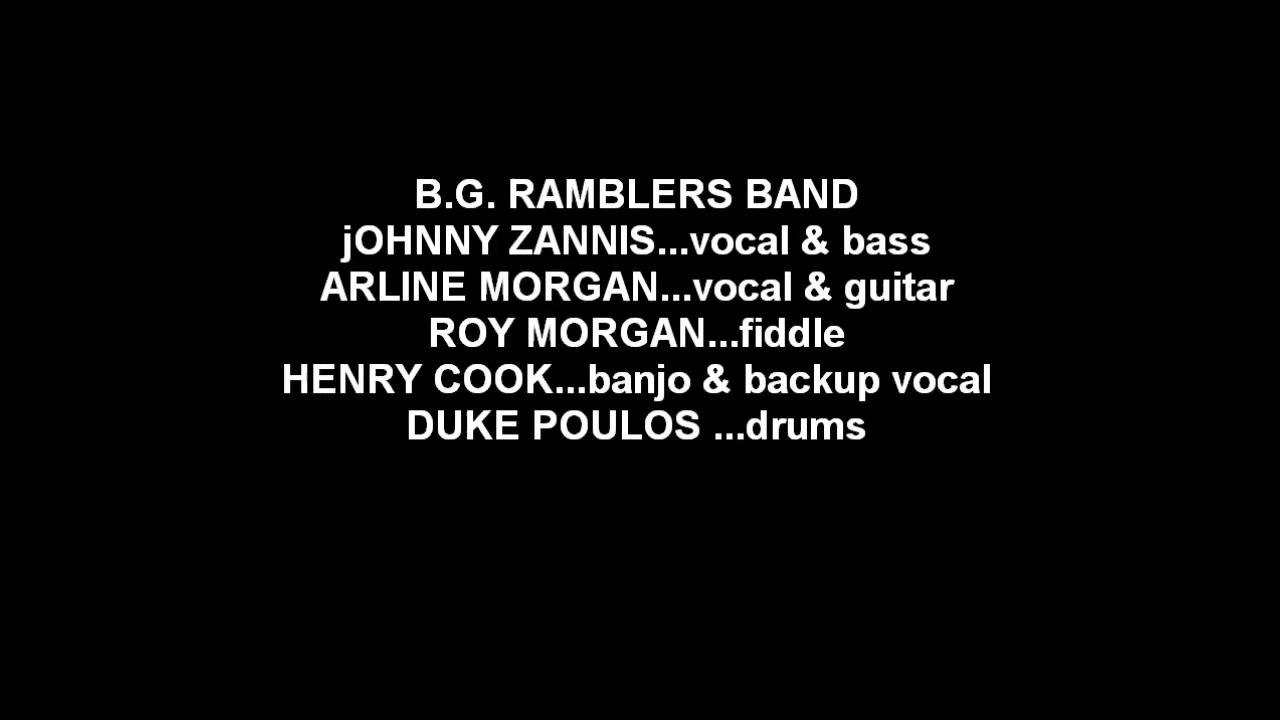 B.G. RAMBLERS BAND
jOHNNY ZANNIS...vocal & bass
ARLINE MORGAN...vocal & guitar
ROY MORGAN...fiddle
HENRY COOK...banjo & backup vocal
DUKE POULOS ...drums